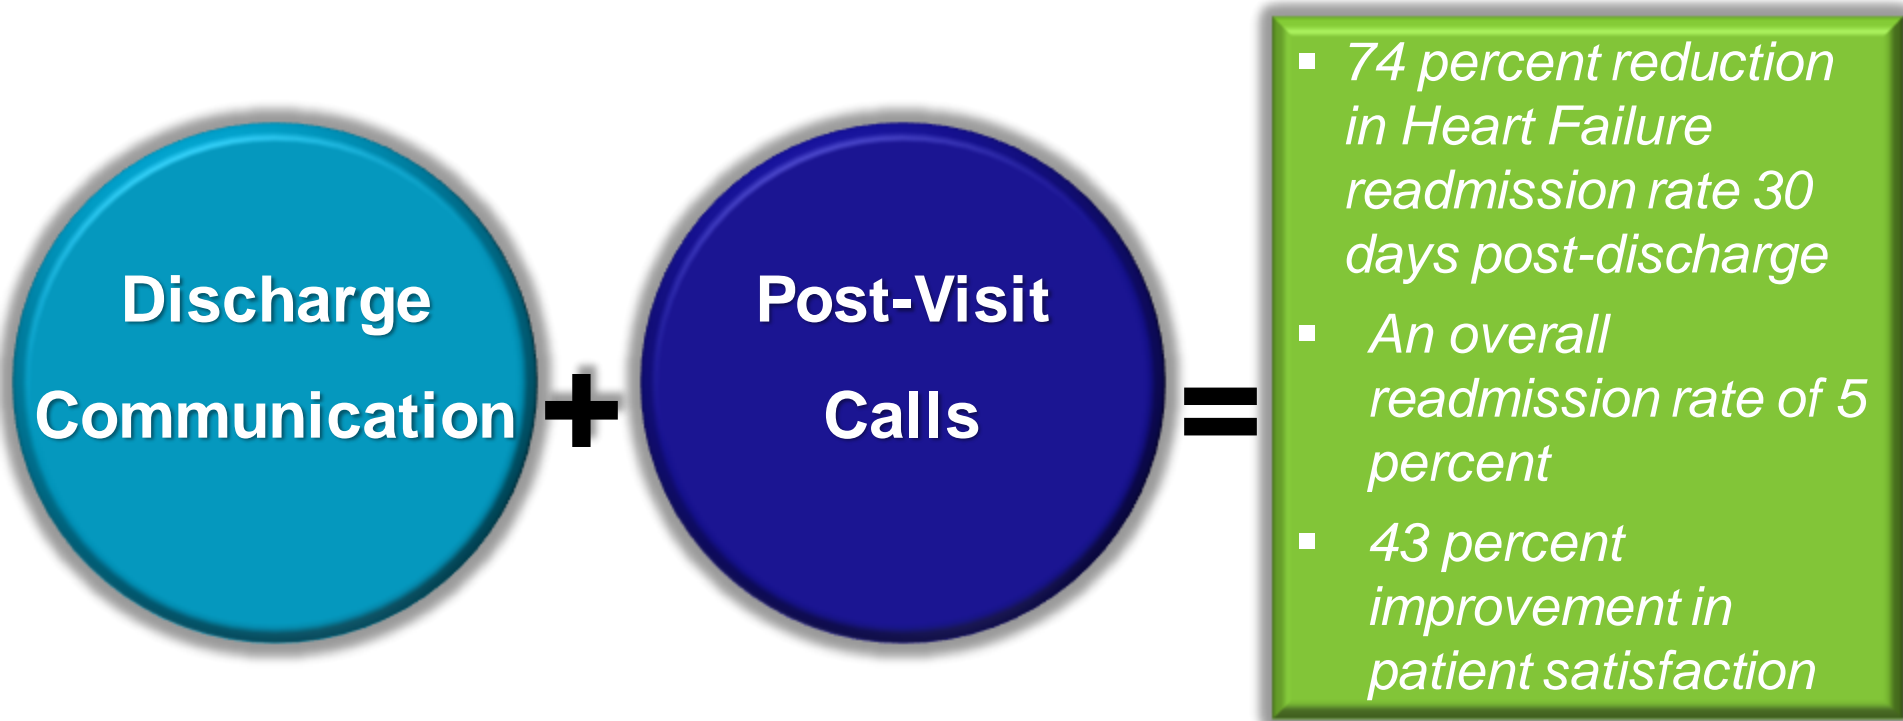 Discharge
Communication
+
Post-Visit
Calls
=
▪ 74 percent reduction
in Heart Failure
readmission rate 30
days post-discharge
▪ An overall
readmission rate of 5
percent
▪ 43 percent
improvement in
patient satisfaction